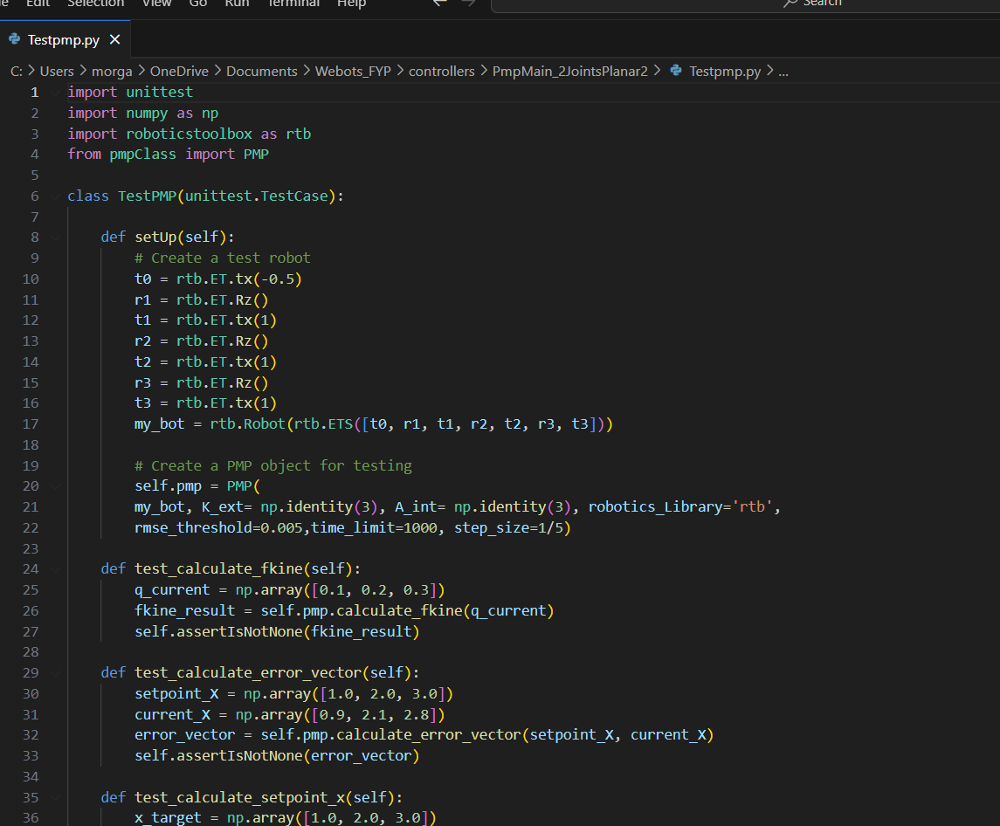 Edit Selection View Go Run Terminal Help Search
Testpmp.py
C: > Users > morga > OneDrive > Documents > Webots_FYP > controllers > PmpMain_2JointsPlanar2 > Testpmp.py > ...
1 import unittest
2 import numpy as np
3 import roboticstoolbox as rtb
4 from pmpClass import PMP
5
6 class TestPMP(unittest.TestCase):
7
8     def setUp(self):
9         # Create a test robot
10         t0 = rtb.ET.tx(-0.5)
11         r1 = rtb.ET.Rz()
12         t1 = rtb.ET.tx(1)
13         r2 = rtb.ET.Rz()
14         t2 = rtb.ET.tx(1)
15         r3 = rtb.ET.Rz()
16         t3 = rtb.ET.tx(1)
17         my_bot = rtb.Robot(rtb.ETS([t0, r1, t1, r2, t2, r3, t3]))
18
19         # Create a PMP object for testing
20         self.pmp = PMP(
21         my_bot, K_ext= np.identity(3), A_int= np.identity(3), robotics_Library='rtb',
22         rmse_threshold=0.005,time_limit=1000, step_size=1/5)
23
24     def test_calculate_fkine(self):
25         q_current = np.array([0.1, 0.2, 0.3])
26         fkine_result = self.pmp.calculate_fkine(q_current)
27         self.assertIsNotNone(fkine_result)
28
29     def test_calculate_error_vector(self):
30         setpoint_X = np.array([1.0, 2.0, 3.0])
31         current_X = np.array([0.9, 2.1, 2.8])
32         error_vector = self.pmp.calculate_error_vector(setpoint_X, current_X)
33         self.assertIsNotNone(error_vector)
34
35     def test_calculate_setpoint_x(self):
36         x_target = np.array([1.0, 2.0, 3.0])